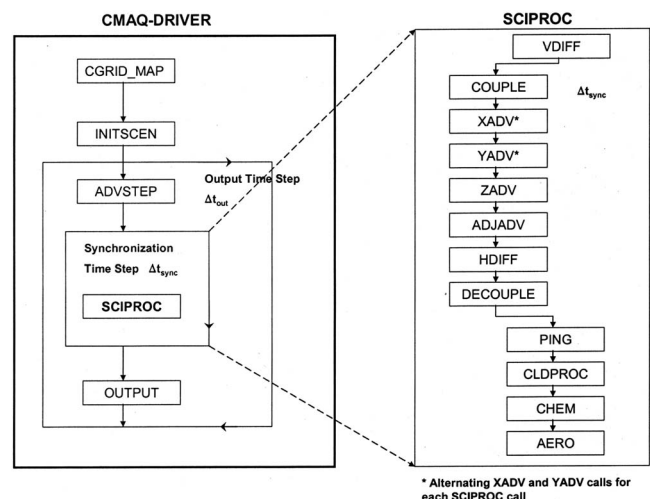 CMAQ-DRIVER
CGRID_MAP
INITSCEN
ADVSTEP
Output Time Step
Δtout
Synchronization
Time Step Δtsync
SCIPROC
OUTPUT
SCIPROC
VDIFF
COUPLE
Δtsync
XADV*
YADV*
ZADV
ADJADV
HDIFF
DECOUPLE
PING
CLDPROC
CHEM
AERO
* Alternating XADV and YADV calls for
each SCIPROC call